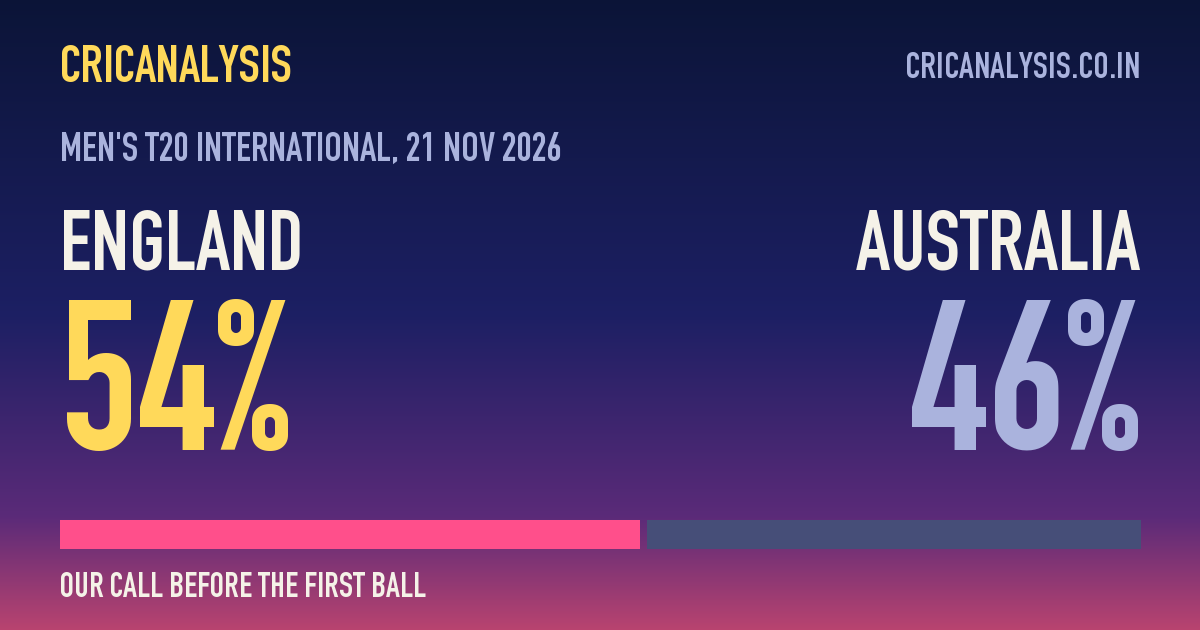 CRICANALYSIS
CRICANALYSIS.CO.IN
MEN'S T20 INTERNATIONAL, 21 NOV 2026
ENGLAND
AUSTRALIA
54%
46%
OUR CALL BEFORE THE FIRST BALL